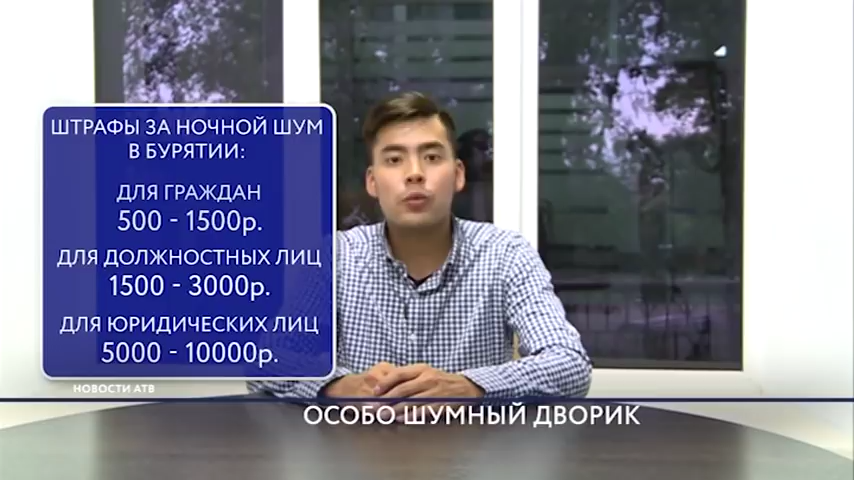 ШТРАФЫ ЗА НОЧНОЙ ШУМ
В БУРЯТИИ:
ДЛЯ ГРАЖДАН
500 - 1500р.
ДЛЯ ДОЛЖНОСТНЫХ ЛИЦ
1500 - 3000р.
ДЛЯ ЮРИДИЧЕСКИХ ЛИЦ
5000 - 10000р.
НОВОСТИ АТВ
ОСОБО ШУМНЫЙ ДВОРИК